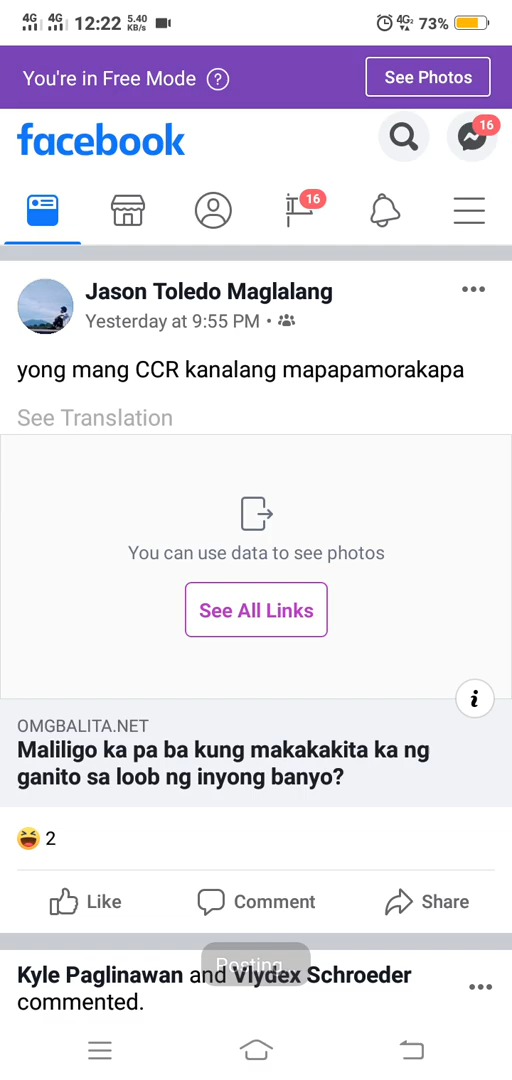 4G 4G 12:22 5.40 KB/s 4G² 73%
You're in Free Mode ? See Photos
facebook 16
16
Jason Toledo Maglalang
Yesterday at 9:55 PM •
yong mang CCR kanalang mapapamorakapa
See Translation
You can use data to see photos
See All Links
i
OMGBALITA.NET
Maliligo ka pa ba kung makakakita ka ng
ganito sa loob ng inyong banyo?
2
Like Comment Share
Posting...
Kyle Paglinawan and Vlydex Schroeder
commented.